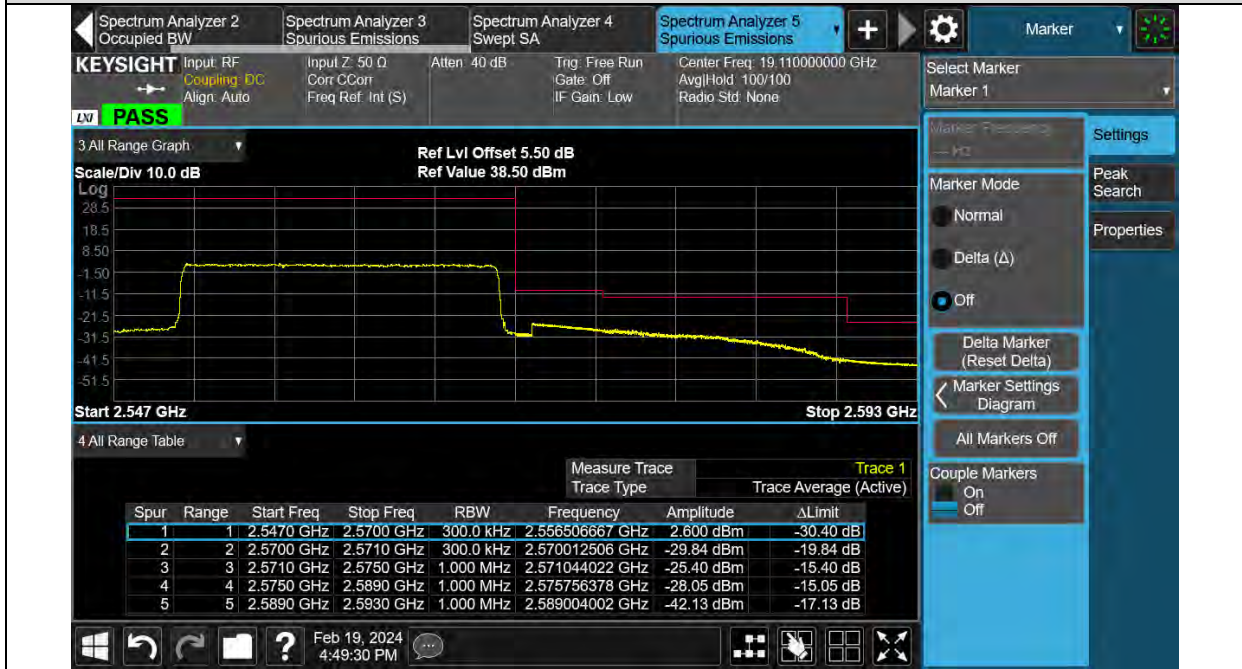 Spectrum Analyzer 2
Occupied BW
Spectrum Analyzer 3
Spurious Emissions
Spectrum Analyzer 4
Swept SA
Spectrum Analyzer 5
Spurious Emissions
+
Marker
KEYSIGHT
LXI
PASS
Input: RF
Coupling: DC
Align: Auto
Input Z: 50 Ω
Corr CCorr
Freq Ref: Int (S)
Atten: 40 dB
Trig: Free Run
Gate: Off
IF Gain: Low
Center Freq: 19.110000000 GHz
Avg|Hold: 100/100
Radio Std: None
Select Marker
Marker 1
3 All Range Graph
Scale/Div 10.0 dB
Ref Lvl Offset 5.50 dB
Ref Value 38.50 dBm
Log
28.5
18.5
8.50
-1.50
-11.5
-21.5
-31.5
-41.5
-51.5
Start 2.547 GHz Stop 2.593 GHz
Marker Frequency
--- Hz
Marker Mode
Normal
Delta (Δ)
Off
Delta Marker
(Reset Delta)
Marker Settings
Diagram
All Markers Off
Couple Markers
On
Off
Settings
Peak
Search
Properties
4 All Range Table
Measure Trace Trace 1
Trace Type Trace Average (Active)
Spur Range Start Freq Stop Freq RBW Frequency Amplitude ΔLimit
1 1 2.5470 GHz 2.5700 GHz 300.0 kHz 2.556506667 GHz 2.600 dBm -30.40 dB
2 2 2.5700 GHz 2.5710 GHz 300.0 kHz 2.570012506 GHz -29.84 dBm -19.84 dB
3 3 2.5710 GHz 2.5750 GHz 1.000 MHz 2.571044022 GHz -25.40 dBm -15.40 dB
4 4 2.5750 GHz 2.5890 GHz 1.000 MHz 2.575756378 GHz -28.05 dBm -15.05 dB
5 5 2.5890 GHz 2.5930 GHz 1.000 MHz 2.589004002 GHz -42.13 dBm -17.13 dB
?
Feb 19, 2024
4:49:30 PM